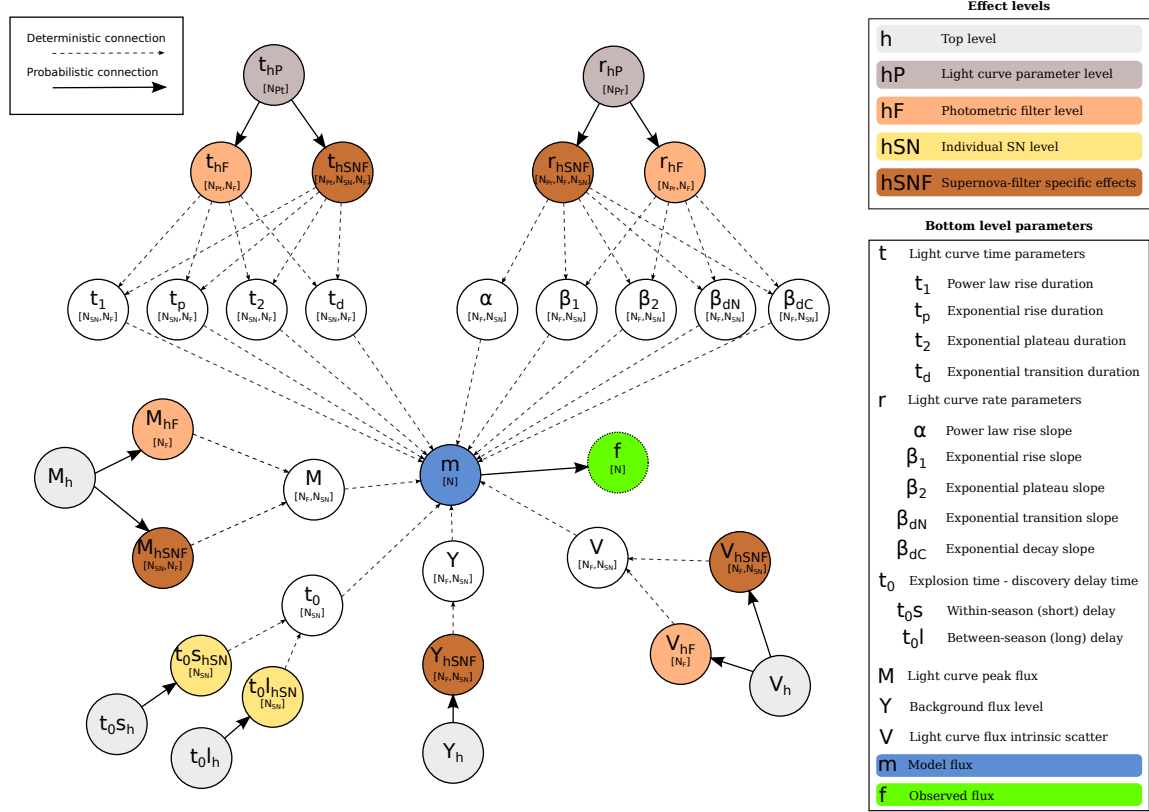 Deterministic connection
Probabilistic connection
t_hP
[N_Pt]
r_hP
[N_Pr]
t_hF
[N_Pt,N_F]
t_hSNF
[N_Pt,N_SN,N_F]
r_hSNF
[N_Pr,N_F,N_SN]
r_hF
[N_Pr,N_F]
t_1
[N_SN,N_F]
t_p
[N_SN,N_F]
t_2
[N_SN,N_F]
t_d
[N_SN,N_F]
α
[N_F,N_SN]
β_1
[N_F,N_SN]
β_2
[N_F,N_SN]
β_dN
[N_F,N_SN]
β_dC
[N_F,N_SN]
M_hF
[N_F]
M_h
M
[N_F,N_SN]
M_hSNF
[N_SN,N_F]
m
[N]
f
[N]
t_0
[N_SN]
Y
[N_F,N_SN]
V
[N_F,N_SN]
V_hSNF
[N_F,N_SN]
t_0s_hSN
[N_SN]
t_0l_hSN
[N_SN]
Y_hSNF
[N_F,N_SN]
V_hF
[N_F]
V_h
t_0s_h
t_0l_h
Y_h
Effect levels
h Top level
hP Light curve parameter level
hF Photometric filter level
hSN Individual SN level
hSNF Supernova-filter specific effects
Bottom level parameters
t Light curve time parameters
t_1 Power law rise duration
t_p Exponential rise duration
t_2 Exponential plateau duration
t_d Exponential transition duration
r Light curve rate parameters
α Power law rise slope
β_1 Exponential rise slope
β_2 Exponential plateau slope
β_dN Exponential transition slope
β_dC Exponential decay slope
t_0 Explosion time - discovery delay time
t_0s Within-season (short) delay
t_0l Between-season (long) delay
M Light curve peak flux
Y Background flux level
V Light curve flux intrinsic scatter
m Model flux
f Observed flux